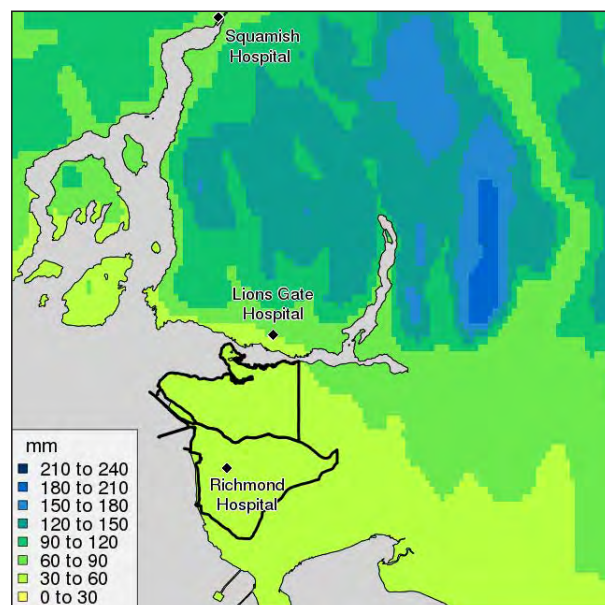 Squamish
Hospital
Lions Gate
Hospital
Richmond
Hospital
mm
210 to 240
180 to 210
150 to 180
120 to 150
90 to 120
60 to 90
30 to 60
0 to 30